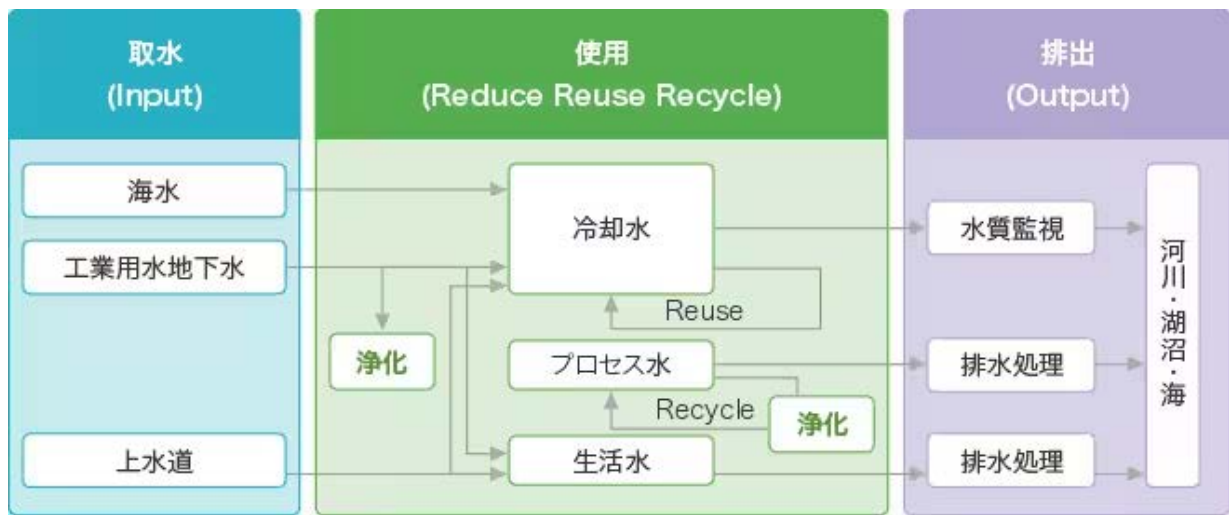 取水
(Input)
使用
(Reduce Reuse Recycle)
排出
(Output)
海水
工業用水地下水
上水道
浄化
冷却水
Reuse
プロセス水
Recycle
浄化
生活水
水質監視
排水処理
排水処理
河川・湖沼・海